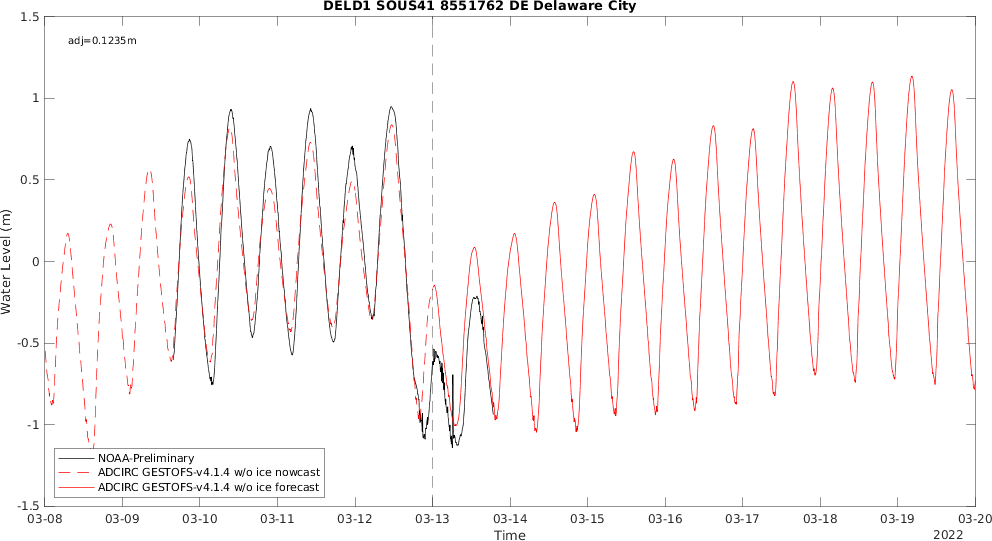 DELD1 SOUS41 8551762 DE Delaware City
adj=0.1235m
1.5
1
0.5
0
-0.5
-1
-1.5
Water Level (m)
NOAA-Preliminary
ADCIRC GESTOFS-v4.1.4 w/o ice nowcast
ADCIRC GESTOFS-v4.1.4 w/o ice forecast
03-08 03-09 03-10 03-11 03-12 03-13 03-14 03-15 03-16 03-17 03-18 03-19 03-20
Time
2022